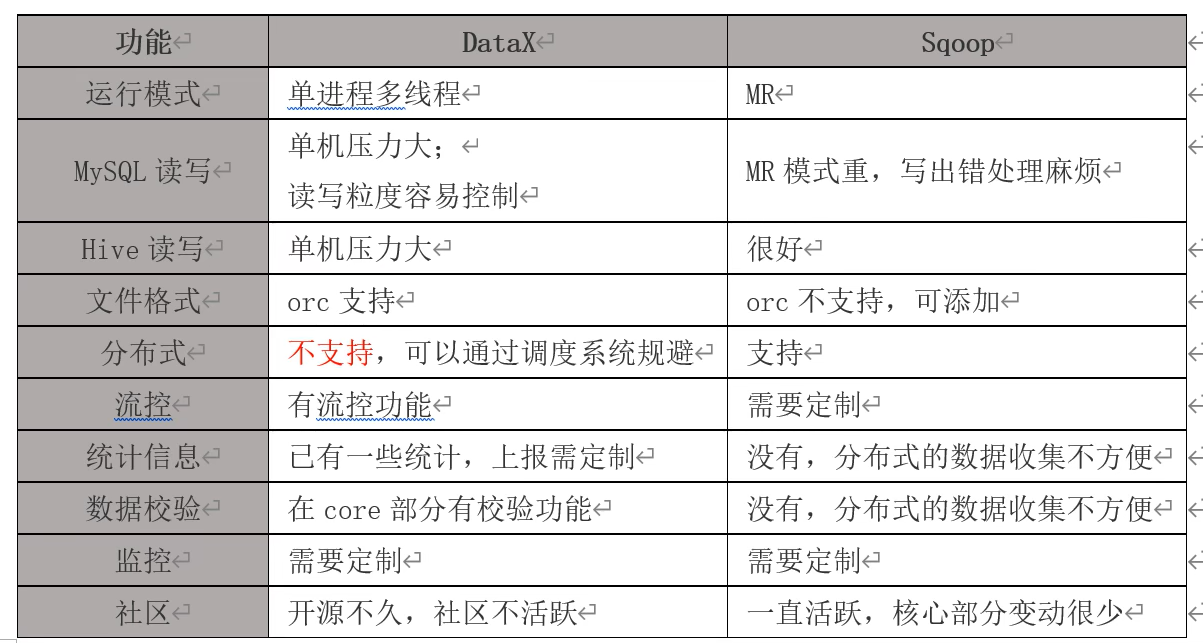 功能 DataX Sqoop
运行模式 单进程多线程 MR
MySQL 读写 单机压力大； MR 模式重，写出错处理麻烦
读写粒度容易控制
Hive 读写 单机压力大 很好
文件格式 orc 支持 orc 不支持，可添加
分布式 不支持，可以通过调度系统规避 支持
流控 有流控功能 需要定制
统计信息 已有一些统计，上报需定制 没有，分布式的数据收集不方便
数据校验 在 core 部分有校验功能 没有，分布式的数据收集不方便
监控 需要定制 需要定制
社区 开源不久，社区不活跃 一直活跃，核心部分变动很少